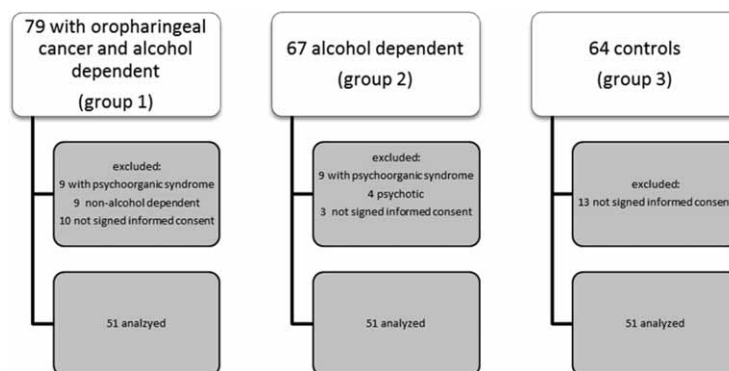 79 with oropharingeal
cancer and alcohol
dependent
(group 1)
excluded:
9 with psychoorganic syndrome
9 non-alcohol dependent
10 not signed informed consent
51 analzyed
67 alcohol dependent
(group 2)
excluded:
9 with psychoorganic syndrome
4 psychotic
3 not signed informed consent
51 analyzed
64 controls
(group 3)
excluded:
13 not signed informed consent
51 analyzed